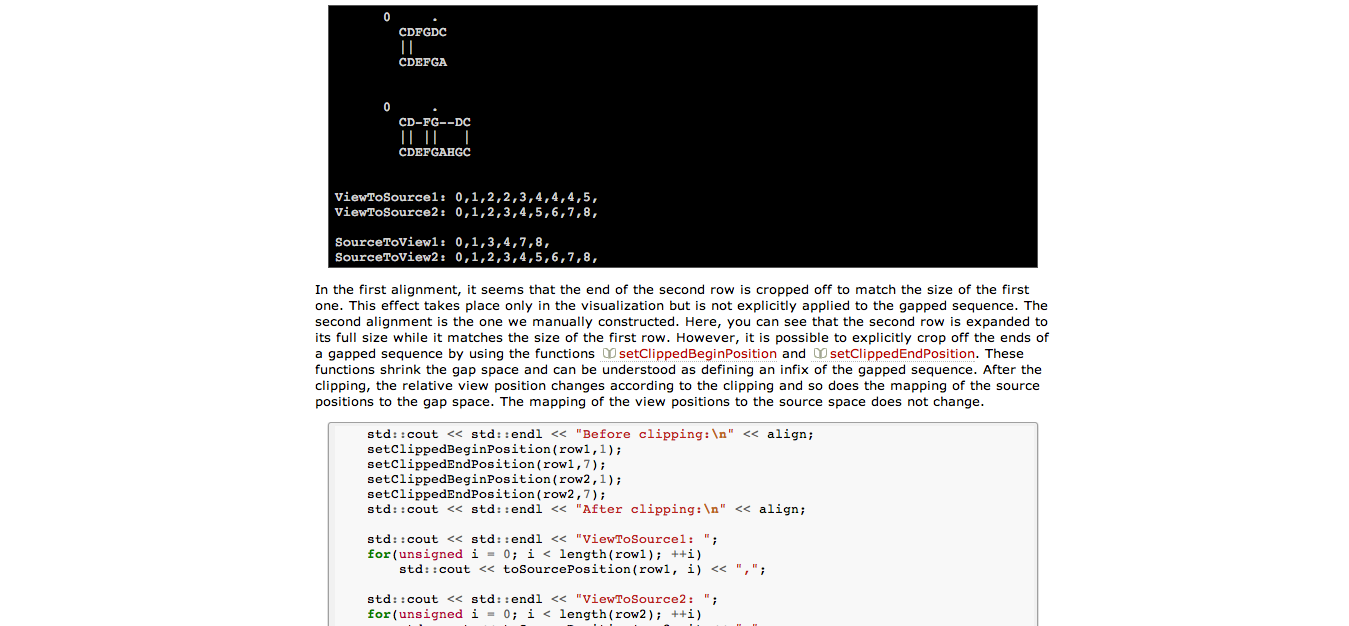 0     .
CDFGDC
||
CDEFGA
0     .
CD-FG--DC
|| ||   |
CDEFGAHGC
ViewToSource1: 0,1,2,2,3,4,4,4,5,
ViewToSource2: 0,1,2,3,4,5,6,7,8,
SourceToView1: 0,1,3,4,7,8,
SourceToView2: 0,1,2,3,4,5,6,7,8,
In the first alignment, it seems that the end of the second row is cropped off to match the size of the first
one. This effect takes place only in the visualization but is not explicitly applied to the gapped sequence. The
second alignment is the one we manually constructed. Here, you can see that the second row is expanded to
its full size while it matches the size of the first row. However, it is possible to explicitly crop off the ends of
a gapped sequence by using the functions setClippedBeginPosition and setClippedEndPosition. These
functions shrink the gap space and can be understood as defining an infix of the gapped sequence. After the
clipping, the relative view position changes according to the clipping and so does the mapping of the source
positions to the gap space. The mapping of the view positions to the source space does not change.
std::cout << std::endl << "Before clipping:\n" << align;
setClippedBeginPosition(row1,1);
setClippedEndPosition(row1,7);
setClippedBeginPosition(row2,1);
setClippedEndPosition(row2,7);
std::cout << std::endl << "After clipping:\n" << align;
std::cout << std::endl << "ViewToSource1: ";
for(unsigned i = 0; i < length(row1); ++i)
std::cout << toSourcePosition(row1, i) << ",";
std::cout << std::endl << "ViewToSource2: ";
for(unsigned i = 0; i < length(row2); ++i)